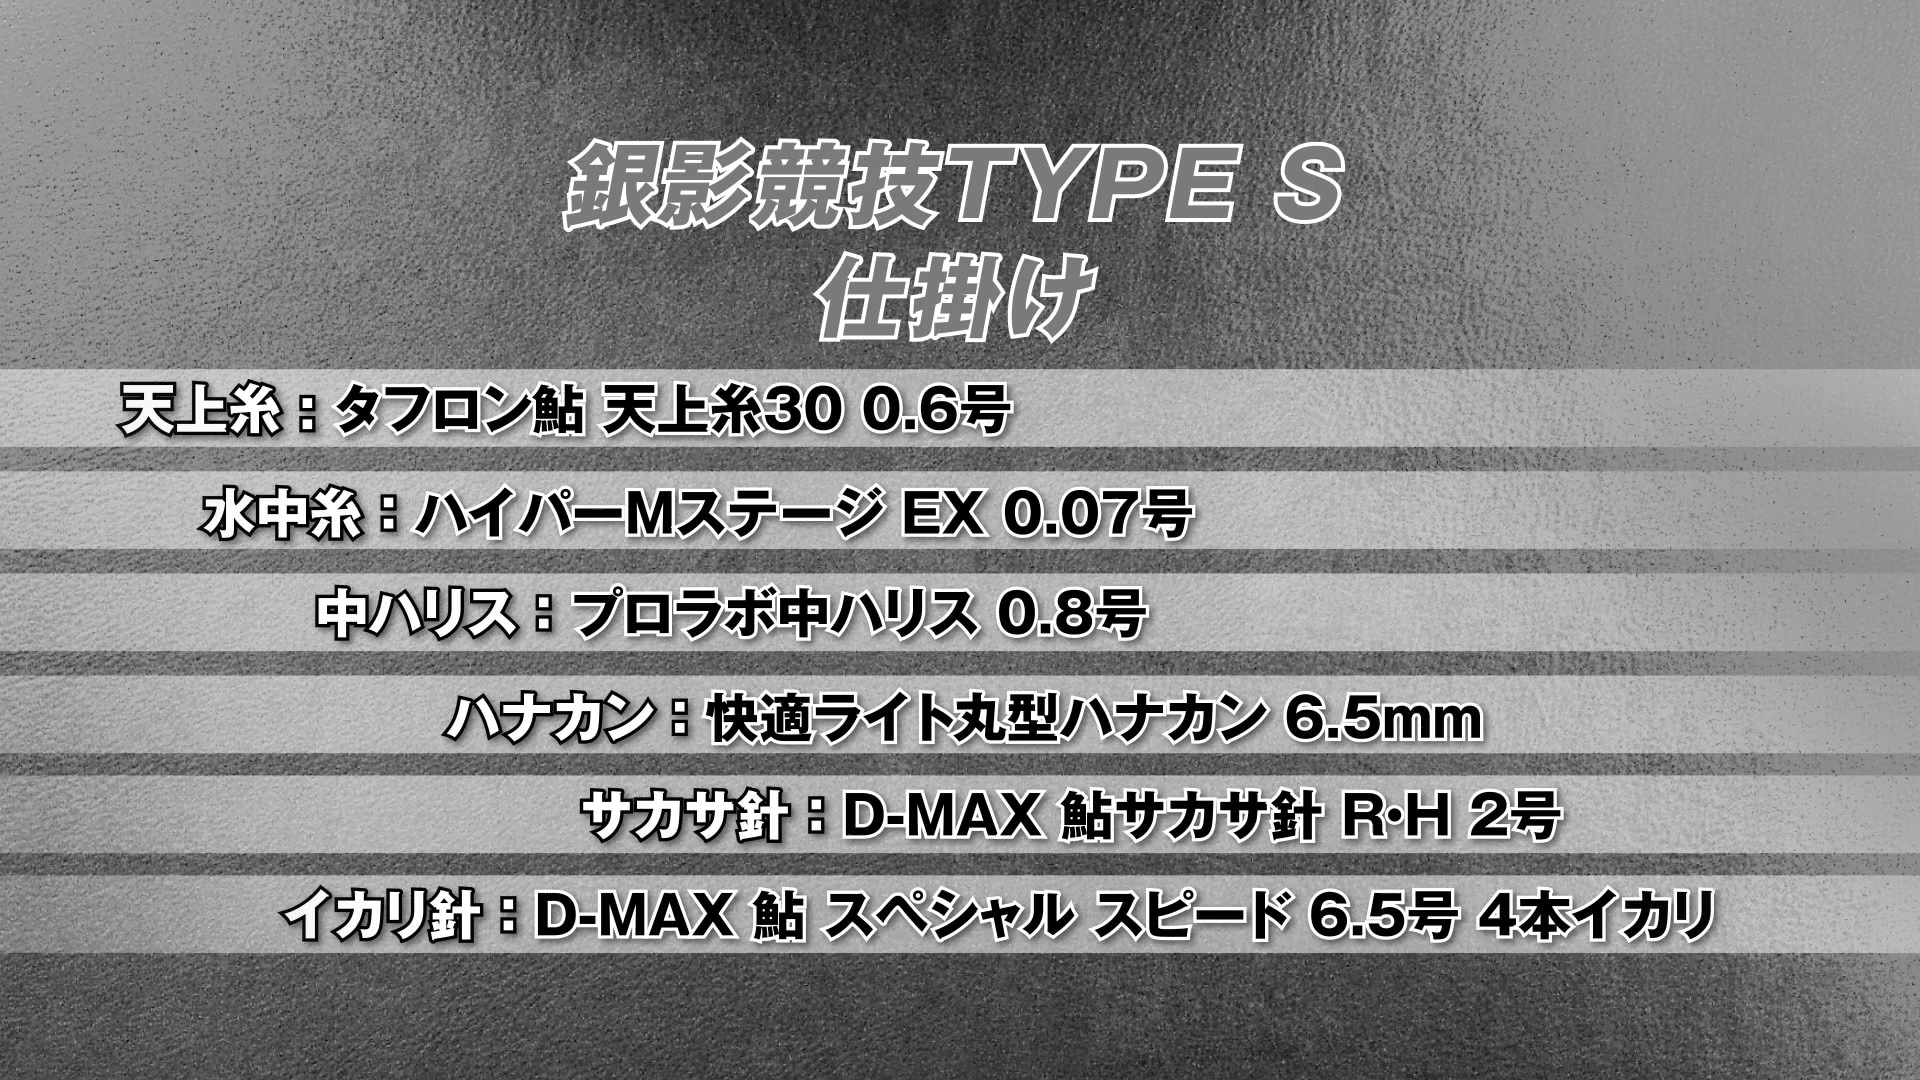 銀影競技TYPE S
仕掛け
天上糸：タフロン鮎 天上糸30 0.6号
水中糸：ハイパーMステージ EX 0.07号
中ハリス：プロラボ中ハリス 0.8号
ハナカン：快適ライト丸型ハナカン 6.5mm
サカサ針：D-MAX 鮎サカサ針 R・H 2号
イカリ針：D-MAX 鮎 スペシャル スピード 6.5号 4本イカリ